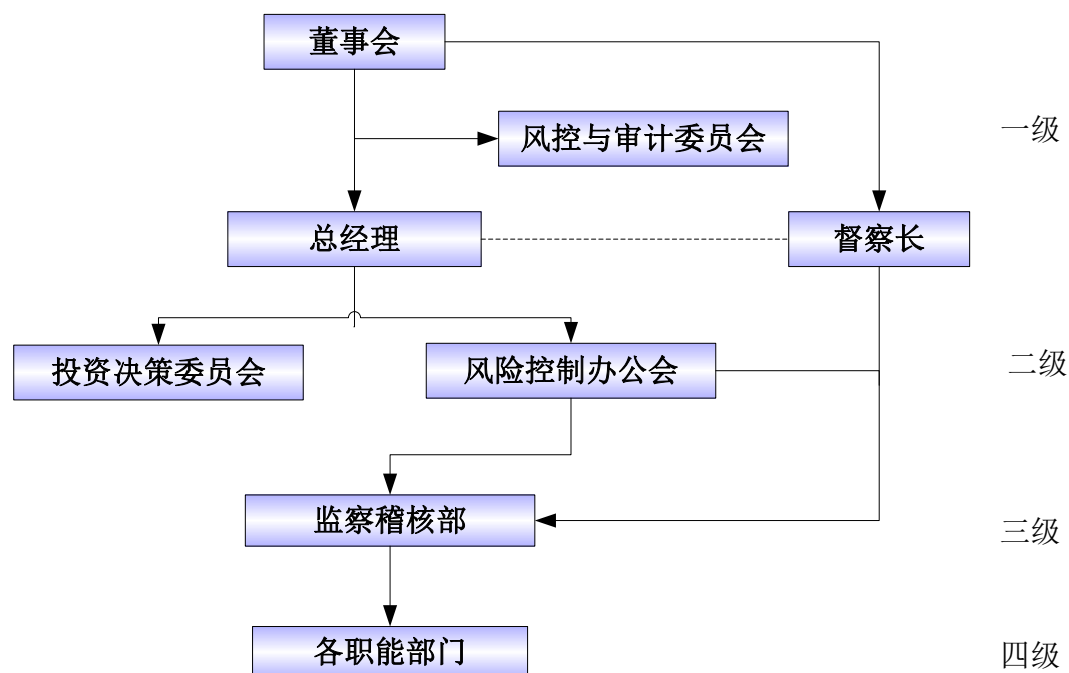 董事会
风控与审计委员会
一级
总经理
督察长
投资决策委员会
风险控制办公会
二级
监察稽核部
三级
各职能部门
四级